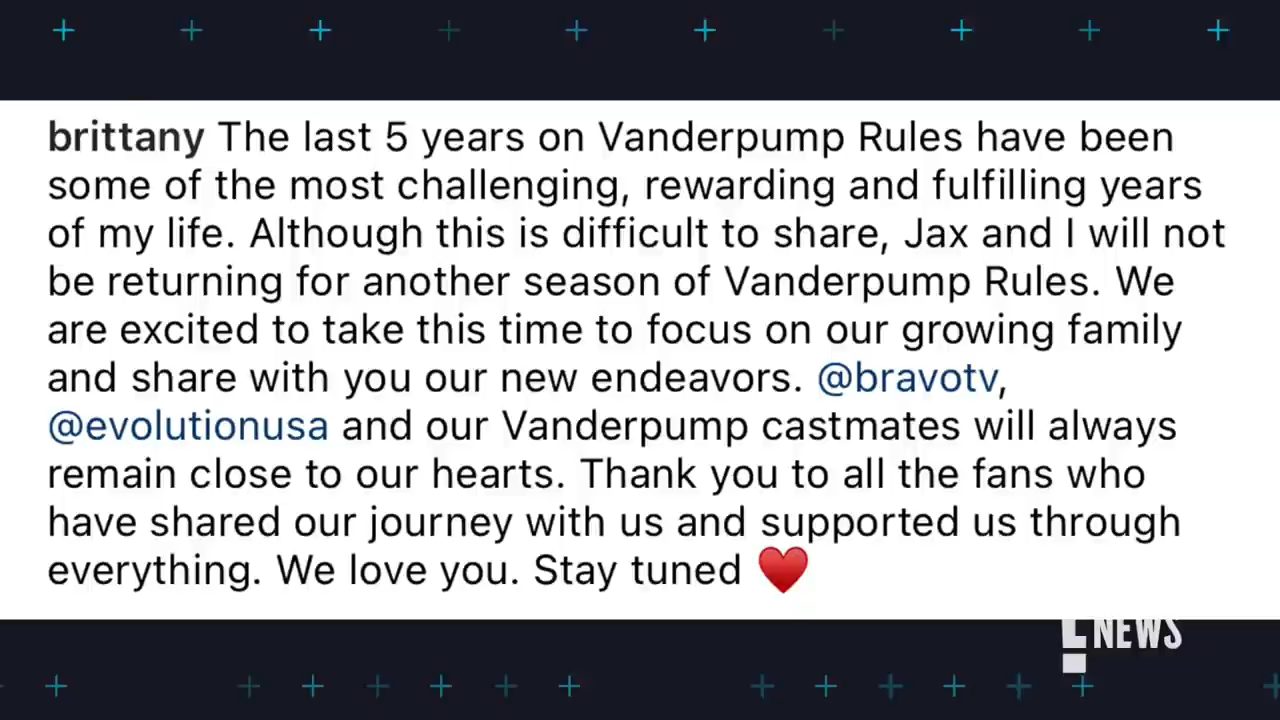 brittany The last 5 years on Vanderpump Rules have been
some of the most challenging, rewarding and fulfilling years
of my life. Although this is difficult to share, Jax and I will not
be returning for another season of Vanderpump Rules. We
are excited to take this time to focus on our growing family
and share with you our new endeavors. @bravotv,
@evolutionusa and our Vanderpump castmates will always
remain close to our hearts. Thank you to all the fans who
have shared our journey with us and supported us through
everything. We love you. Stay tuned ♥️
E! NEWS